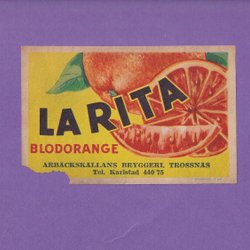 LA RITA
BLODORANGE
ARBÄCKSKÄLLANS BRYGGERI, TROSSNÄS
Tel. Karlstad 440 75